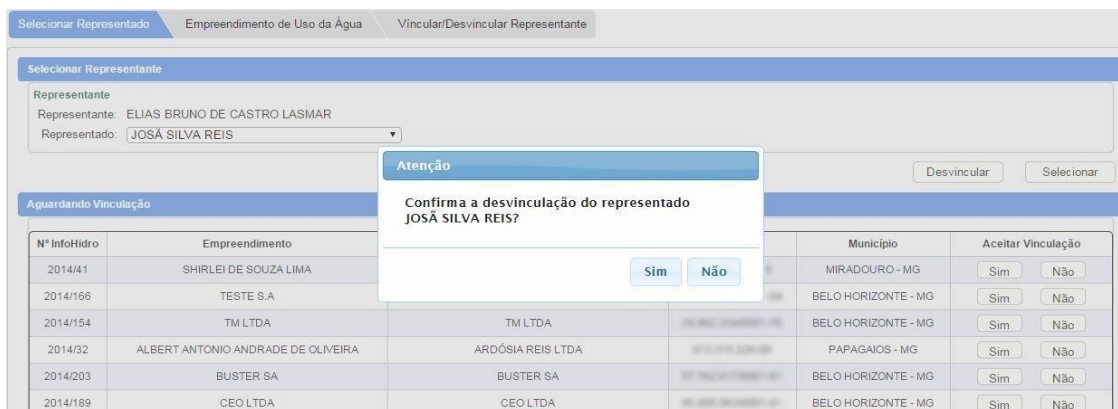 Selecionar Representado Empreendimento de Uso da Água Víncular/Desvincular Representante
Selecionar Representante
Representante
Representante: ELIAS BRUNO DE CASTRO LASMAR
Representado: JOSÃ SILVA REIS
Atenção
Confirma a desvinculação do representado
JOSÃ SILVA REIS?
Sim Não
Desvincular Selecionar
Aguardando Vinculação
Nº InfoHidro Empreendimento Município Aceitar Vinculação
2014/41 SHIRLEI DE SOUZA LIMA MIRADOURO - MG Sim Não
2014/166 TESTE S.A BELO HORIZONTE - MG Sim Não
2014/154 TM LTDA TM LTDA BELO HORIZONTE - MG Sim Não
2014/32 ALBERT ANTONIO ANDRADE DE OLIVEIRA ARDÓSIA REIS LTDA PAPAGAIOS - MG Sim Não
2014/203 BUSTER SA BUSTER SA BELO HORIZONTE - MG Sim Não
2014/189 CEO LTDA CEO LTDA BELO HORIZONTE - MG Sim Não